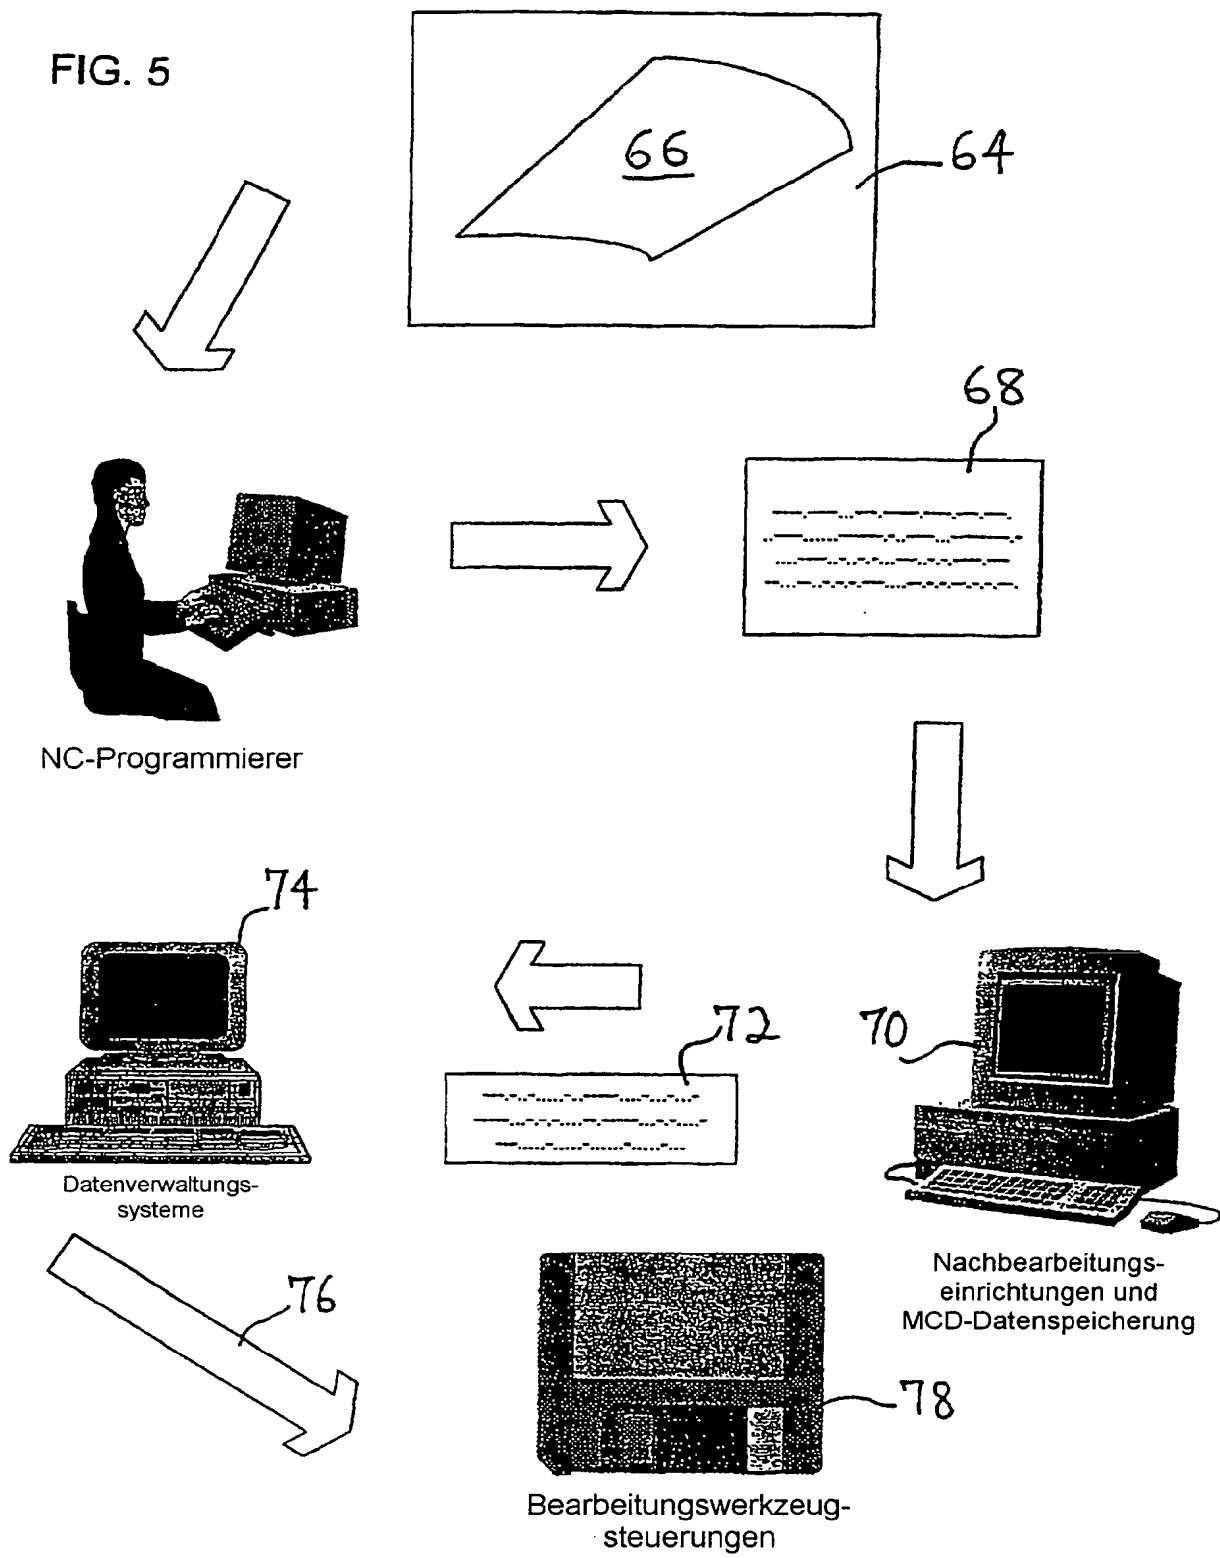 FIG. 5
66
64
68
NC-Programmierer
74
72
70
Datenverwaltungs-
systeme
Nachbearbeitungs-
einrichtungen und
MCD-Datenspeicherung
76
78
Bearbeitungswerkzeug-
steuerungen